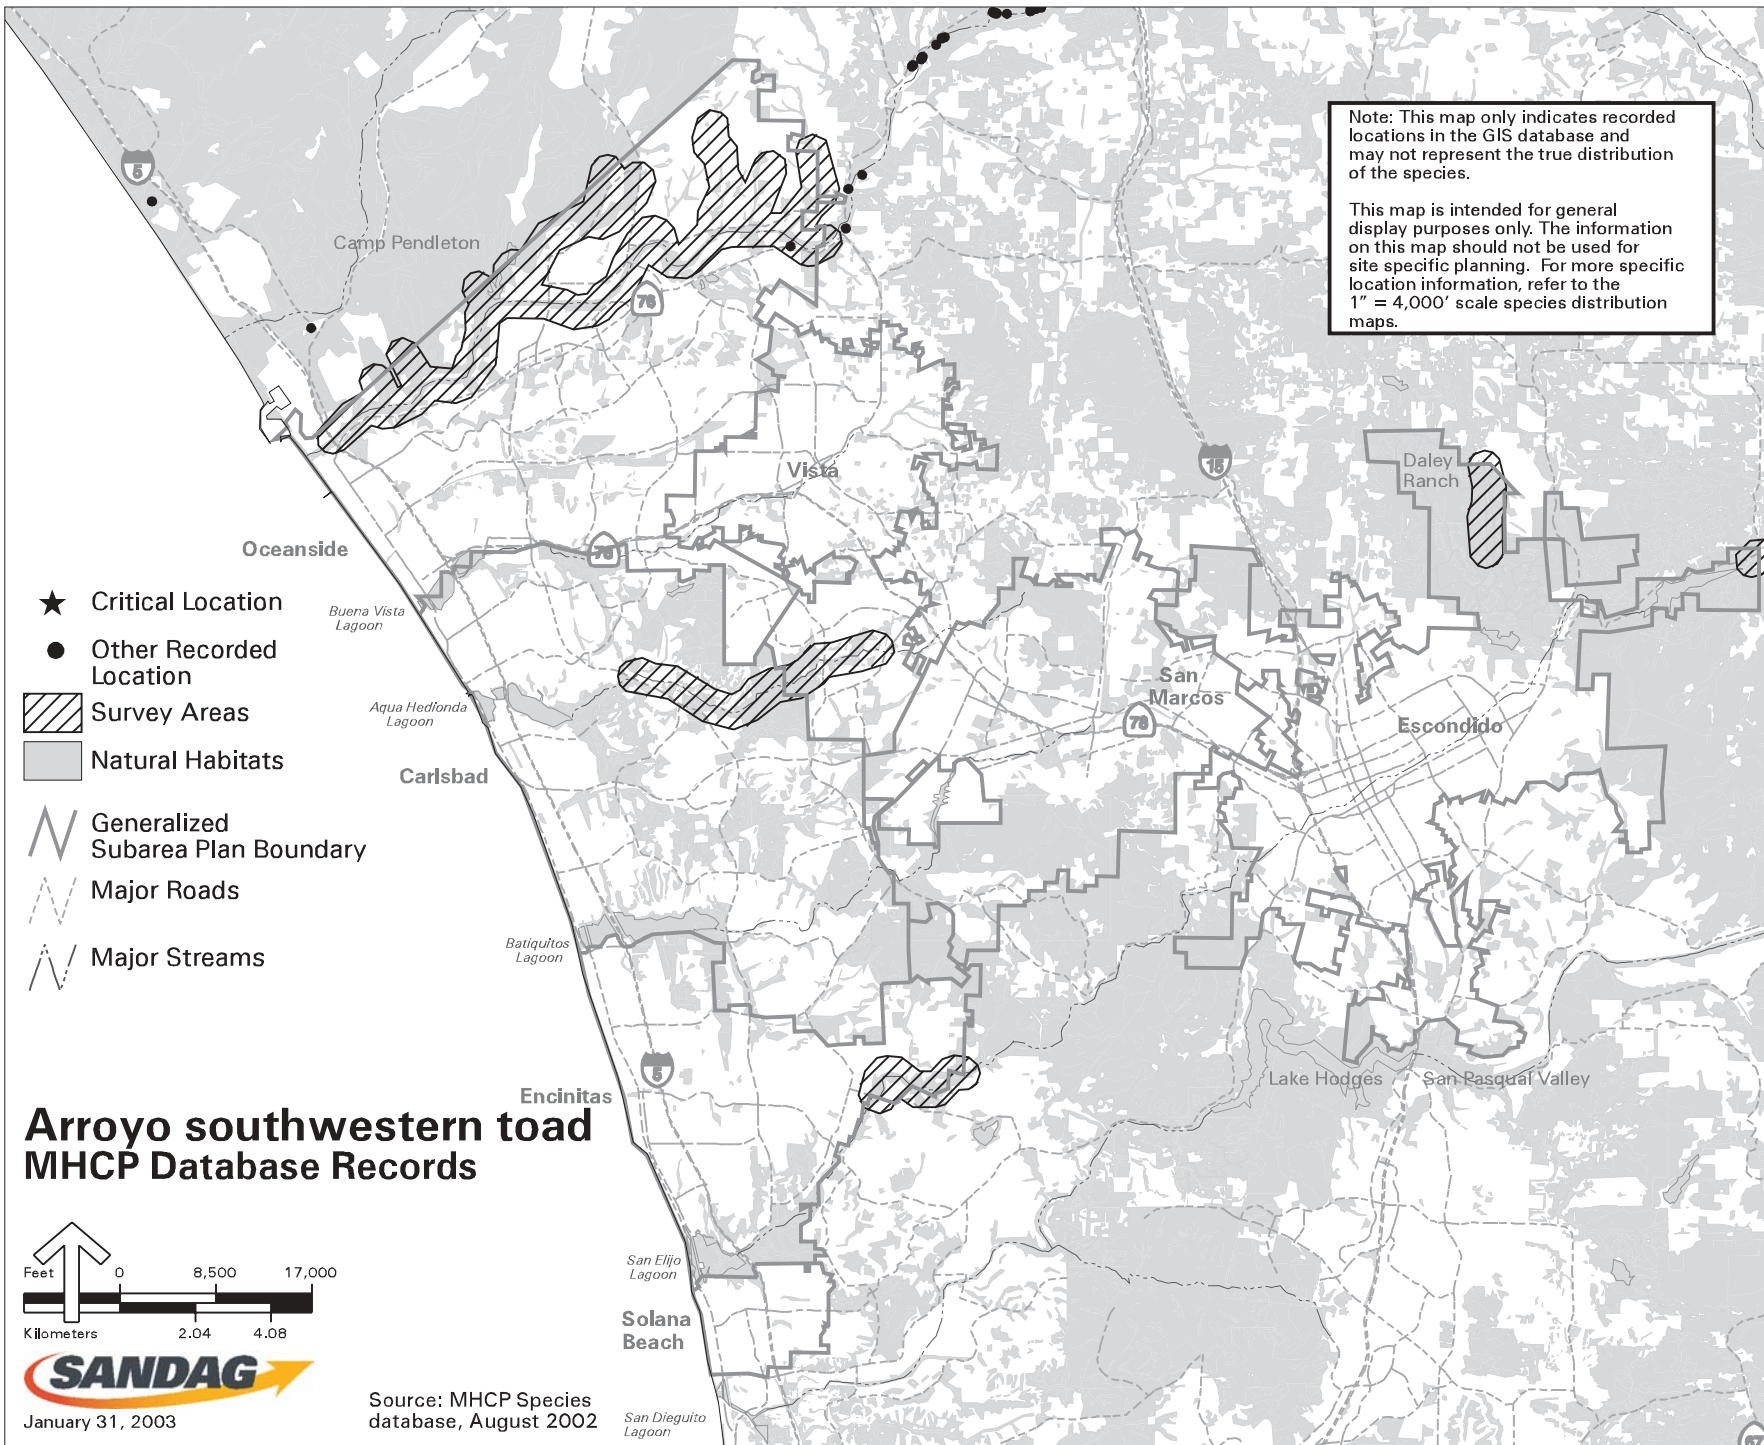 Note: This map only indicates recorded
locations in the GIS database and
may not represent the true distribution
of the species.
This map is intended for general
display purposes only. The information
on this map should not be used for
site specific planning. For more specific
location information, refer to the
1” = 4,000’ scale species distribution
maps.
5
Camp Pendleton
76
Vista
15
Daley
Ranch
Oceanside
78
Buena Vista
Lagoon
Critical Location
Other Recorded
Location
Survey Areas
Natural Habitats
Generalized
Subarea Plan Boundary
Major Roads
Major Streams
San
Marcos
78
Escondido
Aqua Hedionda
Lagoon
Carlsbad
Batiquitos
Lagoon
5
Encinitas
Lake Hodges
San Pasqual Valley
Arroyo southwestern toad
MHCP Database Records
San Elijo
Lagoon
Solana
Beach
Feet 0 8,500 17,000
Kilometers 2.04 4.08
SANDAG
January 31, 2003
Source: MHCP Species
database, August 2002
San Dieguito
Lagoon
67